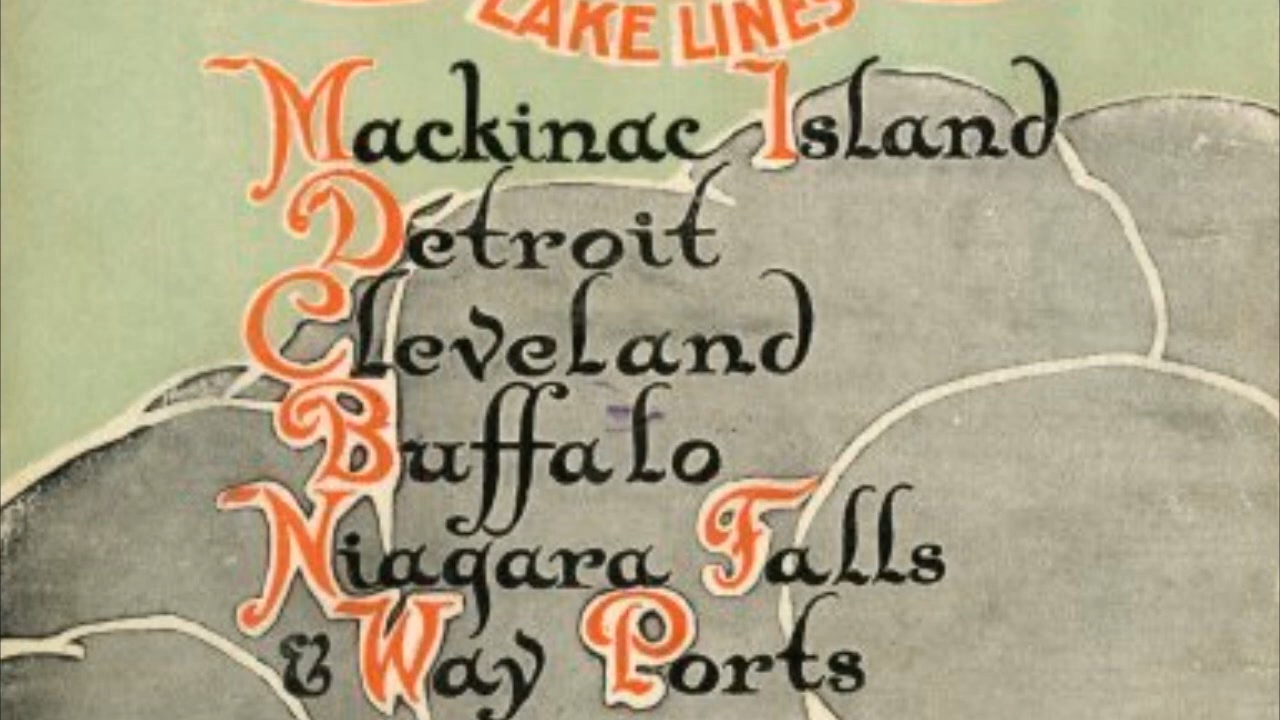 LAKE LINES
Mackinac Island
Detroit
Cleveland
Buffalo
Niagara Falls
& Way Ports